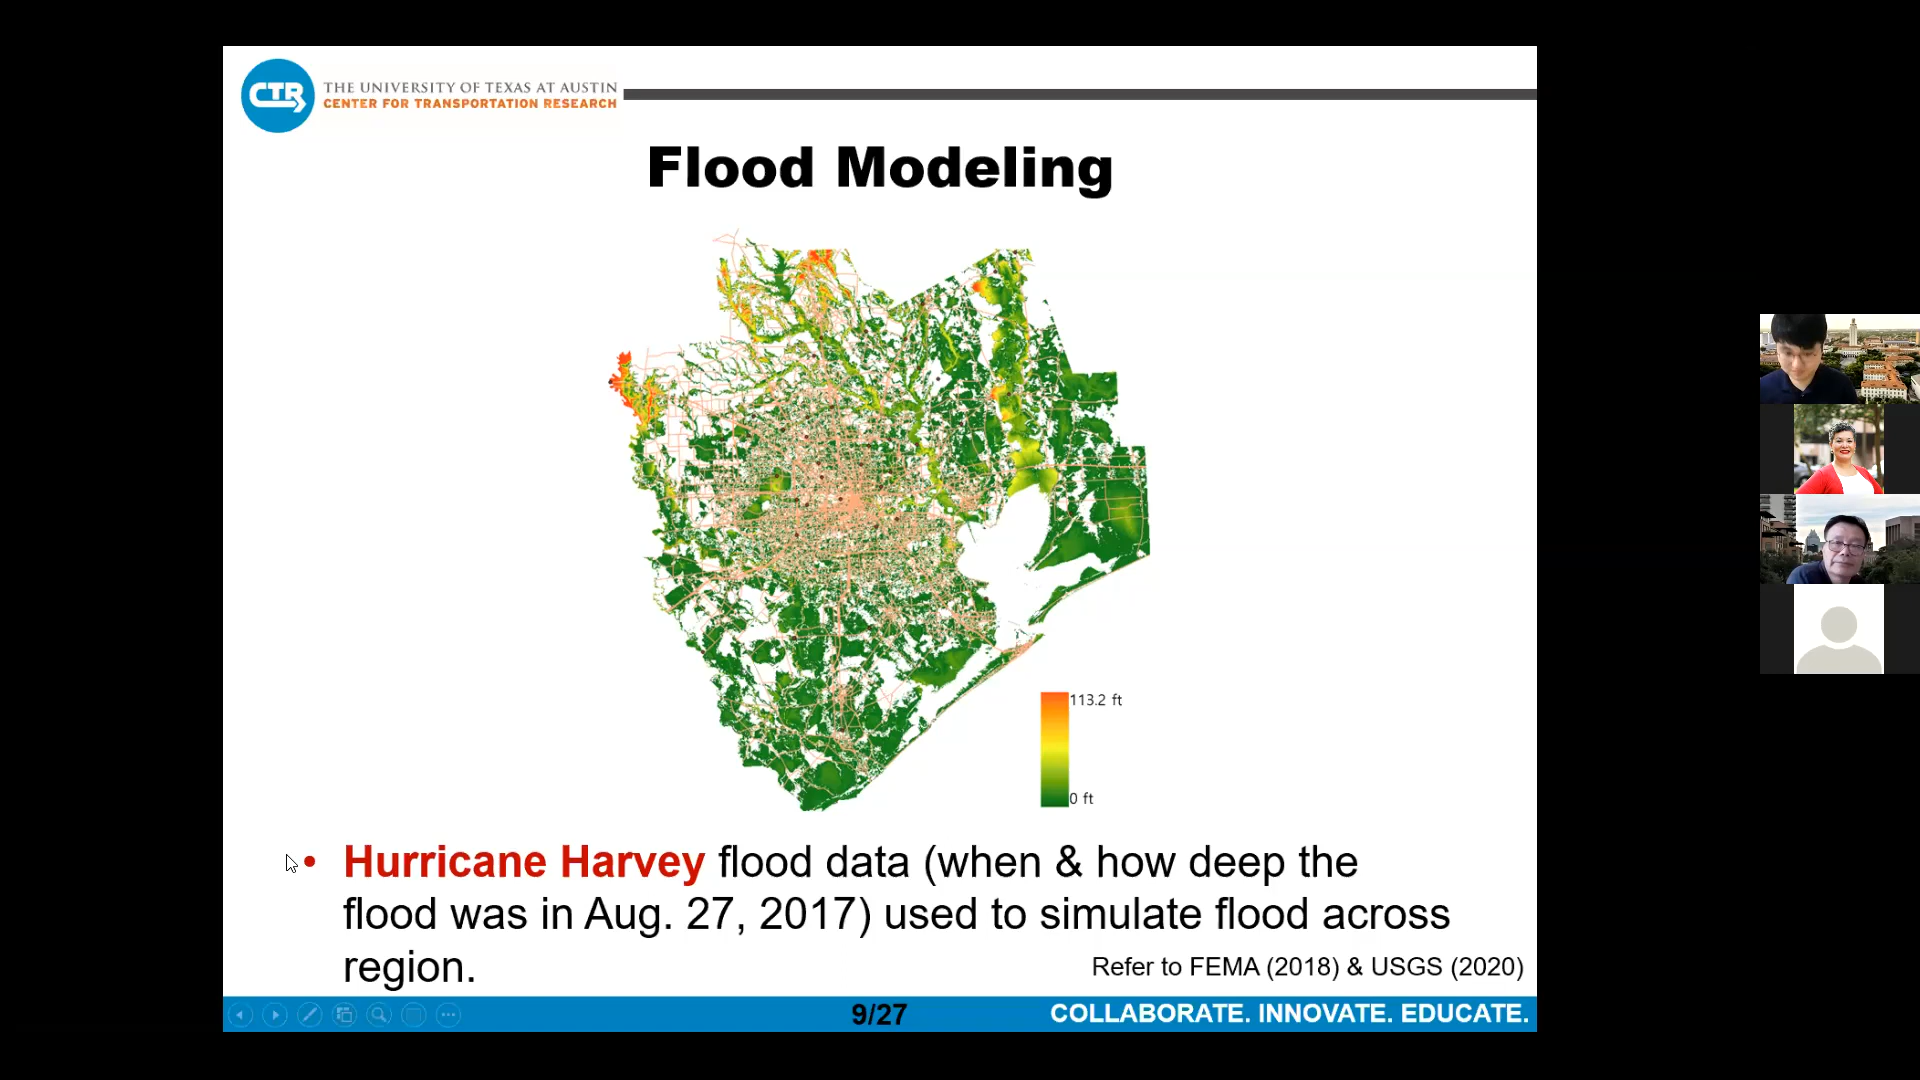 CTR
THE UNIVERSITY OF TEXAS AT AUSTIN
CENTER FOR TRANSPORTATION RESEARCH
Flood Modeling
113.2 ft
0 ft
• Hurricane Harvey flood data (when & how deep the
flood was in Aug. 27, 2017) used to simulate flood across
region.
Refer to FEMA (2018) & USGS (2020)
9/27
COLLABORATE. INNOVATE. EDUCATE.